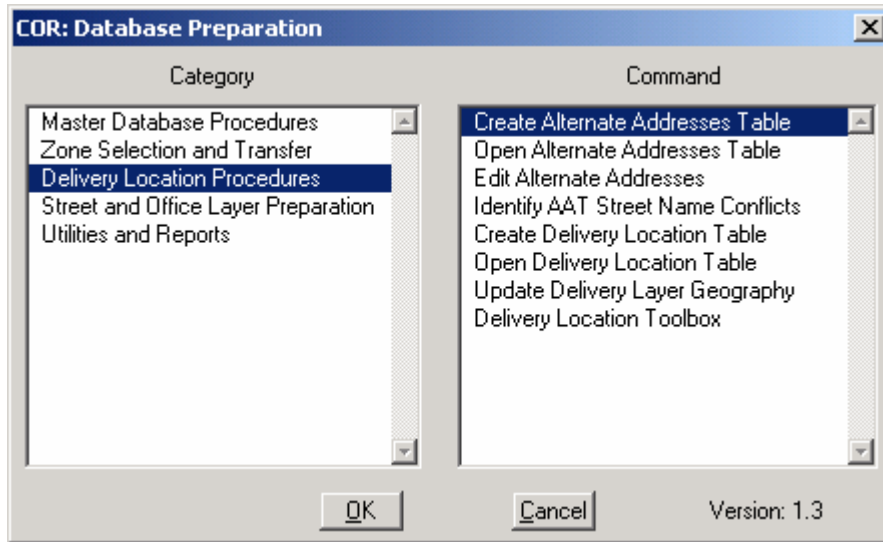 COR: Database Preparation
Category
Master Database Procedures
Zone Selection and Transfer
Delivery Location Procedures
Street and Office Layer Preparation
Utilities and Reports
Command
Create Alternate Addresses Table
Open Alternate Addresses Table
Edit Alternate Addresses
Identify AAT Street Name Conflicts
Create Delivery Location Table
Open Delivery Location Table
Update Delivery Layer Geography
Delivery Location Toolbox
OK
Cancel
Version: 1.3